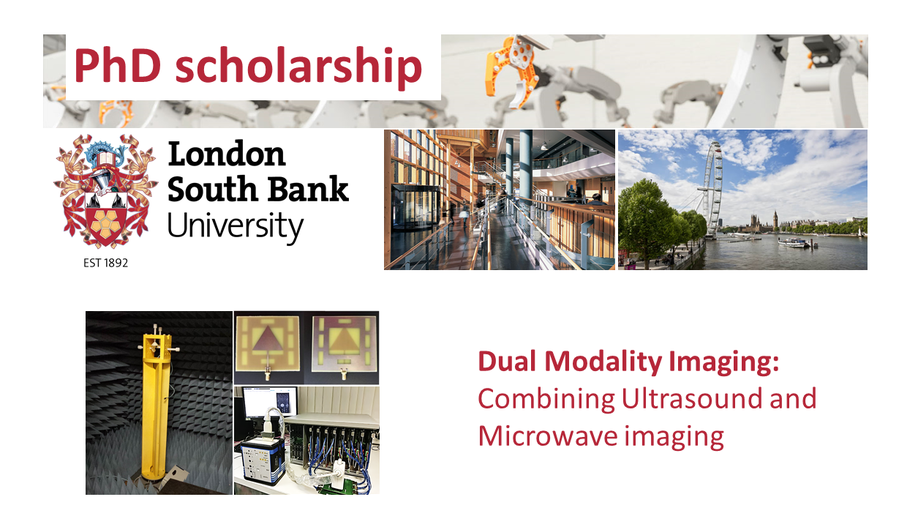 PhD scholarship
London
South Bank
University
EST 1892
Dual Modality Imaging:
Combining Ultrasound and
Microwave imaging